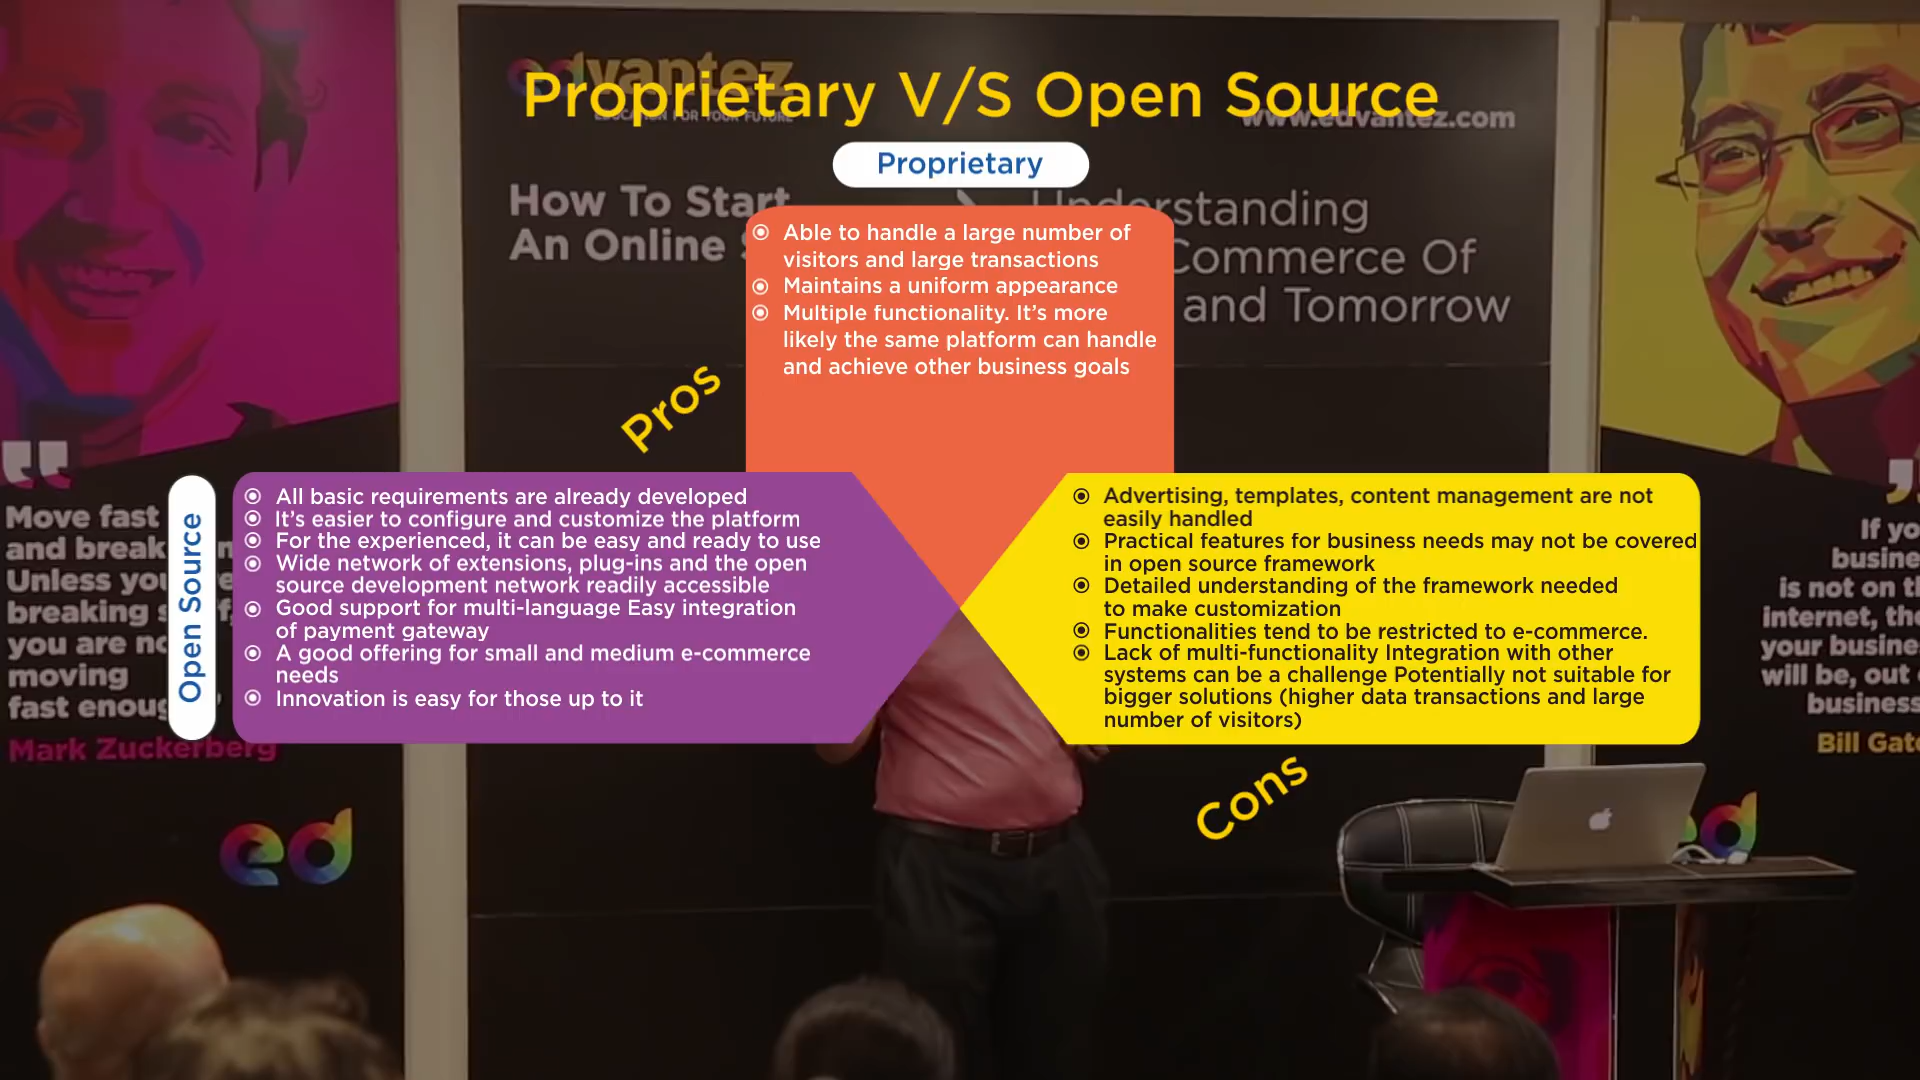 Proprietary V/S Open Source
edvantez
EDUCATION FOR YOUR FUTURE
www.edvantez.com
Proprietary
How To Start
An Online
Understanding
Commerce Of
and Tomorrow
Able to handle a large number of
visitors and large transactions
Maintains a uniform appearance
Multiple functionality. It's more
likely the same platform can handle
and achieve other business goals
Pros
Open Source
All basic requirements are already developed
It's easier to configure and customize the platform
For the experienced, it can be easy and ready to use
Wide network of extensions, plug-ins and the open
source development network readily accessible
Good support for multi-language Easy integration
of payment gateway
A good offering for small and medium e-commerce
needs
Innovation is easy for those up to it
Advertising, templates, content management are not
easily handled
Practical features for business needs may not be covered
in open source framework
Detailed understanding of the framework needed
to make customization
Functionalities tend to be restricted to e-commerce.
Lack of multi-functionality Integration with other
systems can be a challenge Potentially not suitable for
bigger solutions (higher data transactions and large
number of visitors)
Cons
Move fast
and break
Unless you
breaking
you are
moving
fast
Mark Zuckerberg
ed
If
is not on
internet,
your
will be, out
business
Bill
ed